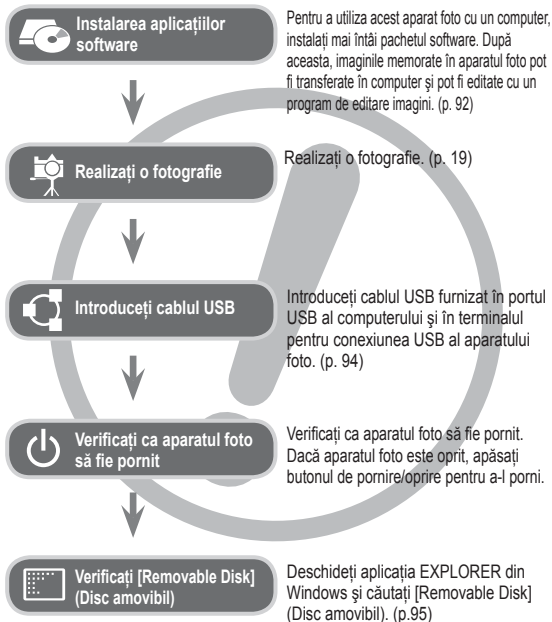 Instalarea aplicațiilor
software
Pentru a utiliza acest aparat foto cu un computer,
instalați mai întâi pachetul software. După
aceasta, imaginile memorate în aparatul foto pot
fi transferate în computer şi pot fi editate cu un
program de editare imagini. (p. 92)
Realizați o fotografie
Realizați o fotografie. (p. 19)
Introduceți cablul USB
Introduceți cablul USB furnizat în portul
USB al computerului şi în terminalul
pentru conexiunea USB al aparatului
foto. (p. 94)
Verificați ca aparatul foto
să fie pornit
Verificați ca aparatul foto să fie pornit.
Dacă aparatul foto este oprit, apăsați
butonul de pornire/oprire pentru a-l porni.
Verificați [Removable Disk]
(Disc amovibil)
Deschideți aplicația EXPLORER din
Windows şi căutați [Removable Disk]
(Disc amovibil). (p.95)